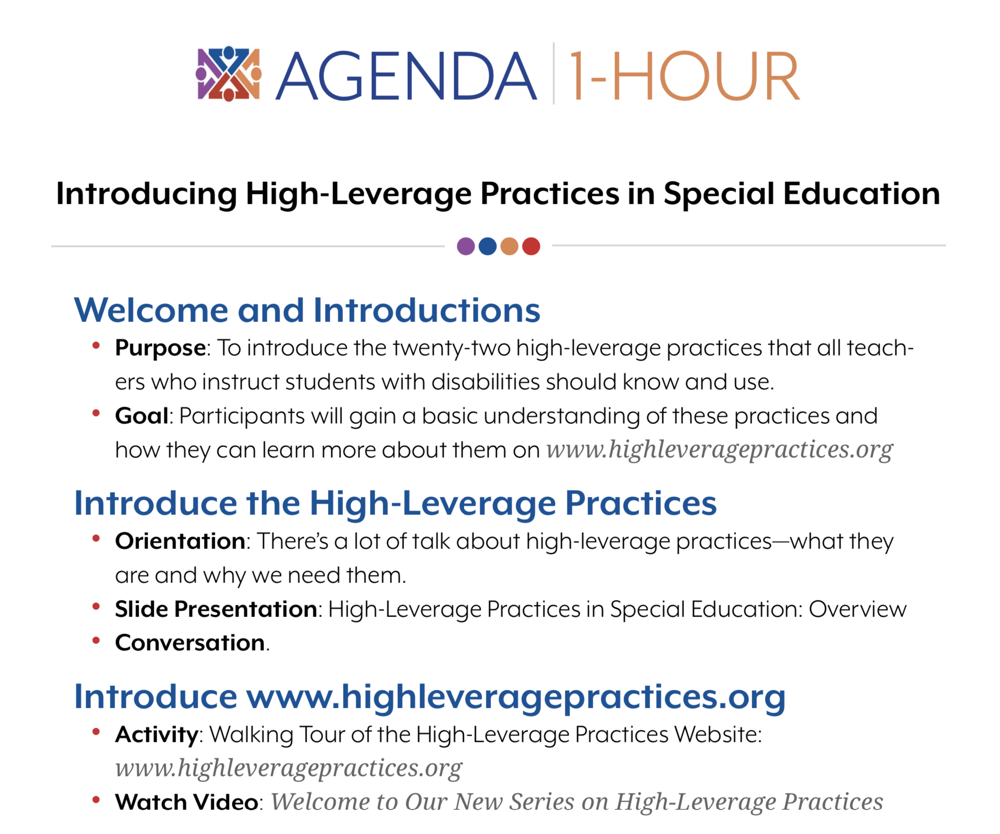 AGENDA 1-HOUR
Introducing High-Leverage Practices in Special Education
Welcome and Introductions
• Purpose: To introduce the twenty-two high-leverage practices that all teach-
ers who instruct students with disabilities should know and use.
• Goal: Participants will gain a basic understanding of these practices and
how they can learn more about them on www.highleveragepractices.org
Introduce the High-Leverage Practices
• Orientation: There’s a lot of talk about high-leverage practices—what they
are and why we need them.
• Slide Presentation: High-Leverage Practices in Special Education: Overview
• Conversation.
Introduce www.highleveragepractices.org
• Activity: Walking Tour of the High-Leverage Practices Website:
www.highleveragepractices.org
• Watch Video: Welcome to Our New Series on High-Leverage Practices